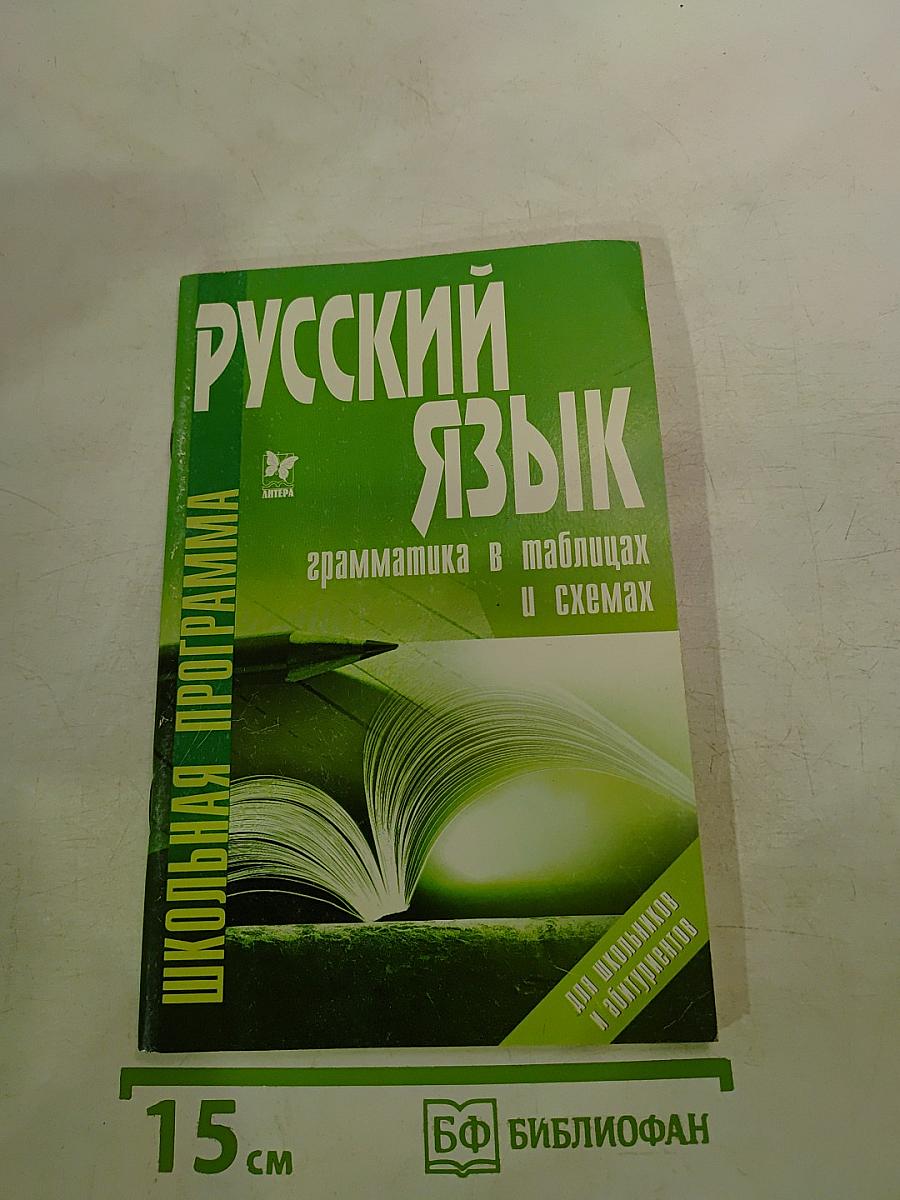 РУССКИЙ
ЯЗЫК
ЛИТЕРА
грамматика в таблицах
и схемах
ШКОЛЬНАЯ ПРОГРАММА
для школьников
и абитуриентов
15 см
БФ БИБЛИОФАН